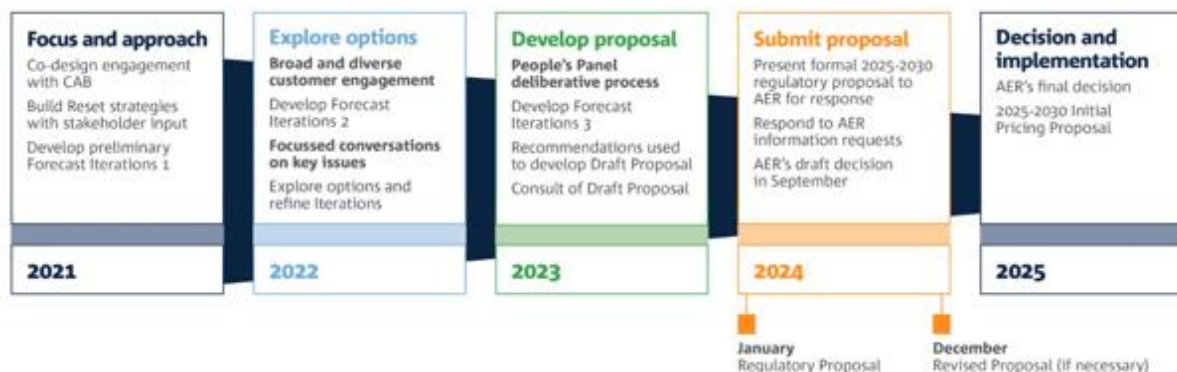 Focus and approach
Co-design engagement
with CAB
Build Reset strategies
with stakeholder input
Develop preliminary
Forecast Iterations 1
2021
Explore options
Broad and diverse
customer engagement
Develop Forecast
Iterations 2
Focussed conversations
on key issues
Explore options and
refine Iterations
2022
Develop proposal
People's Panel
deliberative process
Develop Forecast
Iterations 3
Recommendations used
to develop Draft Proposal
Consult of Draft Proposal
2023
Submit proposal
Present formal 2025-2030
regulatory proposal to
AER for response
Respond to AER
information requests
AER's draft decision
in September
2024
January
Regulatory Proposal
December
Revised Proposal (if necessary)
Decision and
implementation
AER's final decision
2025-2030 Initial
Pricing Proposal
2025